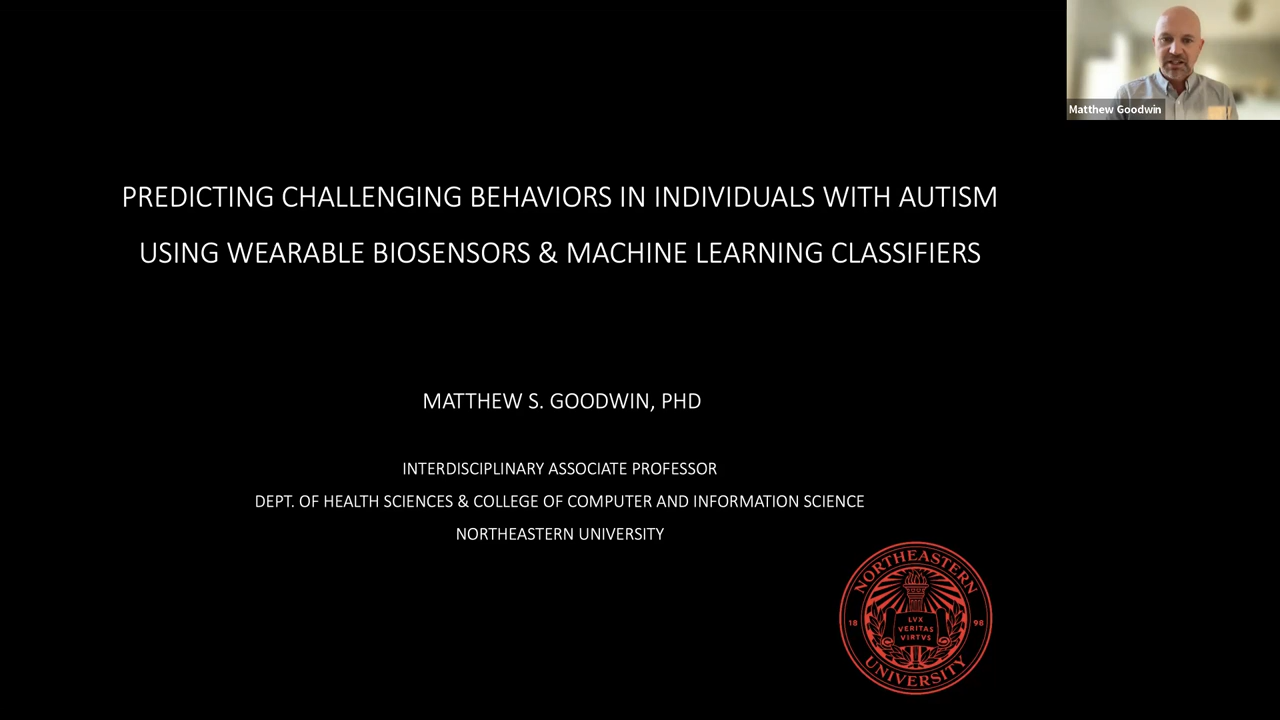 Matthew Goodwin
PREDICTING CHALLENGING BEHAVIORS IN INDIVIDUALS WITH AUTISM
USING WEARABLE BIOSENSORS & MACHINE LEARNING CLASSIFIERS
MATTHEW S. GOODWIN, PHD
INTERDISCIPLINARY ASSOCIATE PROFESSOR
DEPT. OF HEALTH SCIENCES & COLLEGE OF COMPUTER AND INFORMATION SCIENCE
NORTHEASTERN UNIVERSITY
NORTHEASTERN
LVX
18 98
VERITAS
VIRTVS
UNIVERSITY